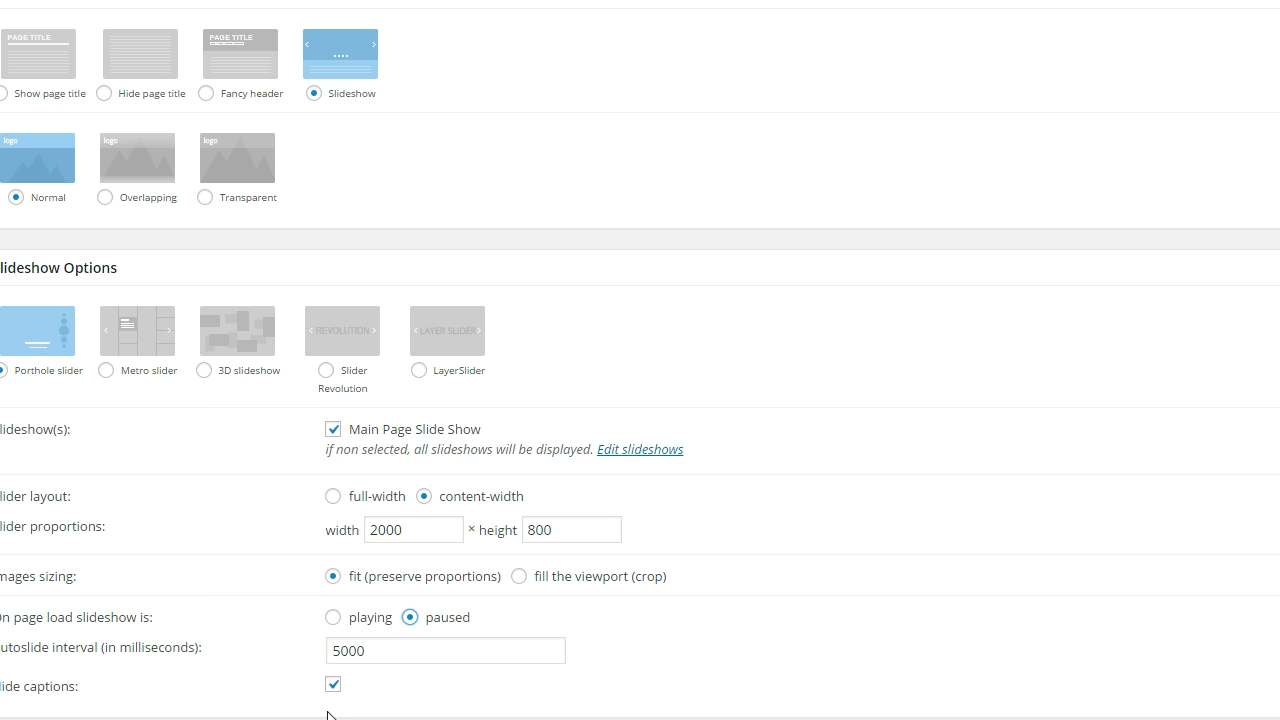 PAGE TITLE PAGE TITLE
Show page title Hide page title Fancy header Slideshow
logo logo logo
Normal Overlapping Transparent
lideshow Options
REVOLUTION LAYER SLIDER
Porthole slider Metro slider 3D slideshow Slider Revolution LayerSlider
lideshow(s): Main Page Slide Show
if non selected, all slideshows will be displayed. Edit slideshows
lider layout: full-width content-width
lider proportions: width 2000 × height 800
mages sizing: fit (preserve proportions) fill the viewport (crop)
n page load slideshow is: playing paused
utoslide interval (in milliseconds): 5000
ide captions: